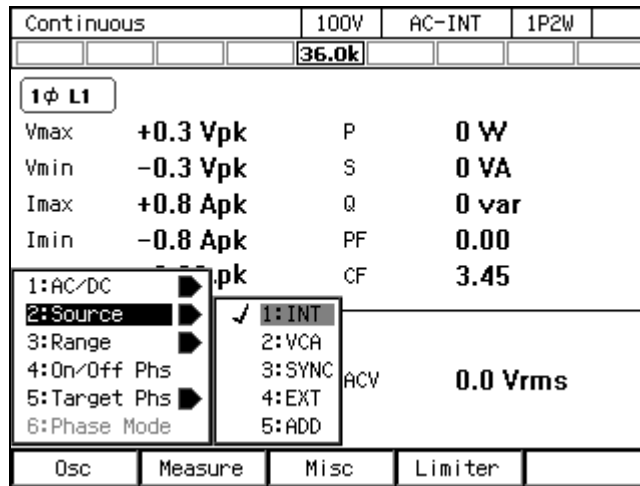 Continuous 100V AC-INT 1P2W
36.0k
1ϕ L1
Vmax +0.3 Vpk P 0 W
Vmin -0.3 Vpk S 0 VA
Imax +0.8 Apk Q 0 var
Imin -0.8 Apk PF 0.00
pk CF 3.45
1:AC/DC
2:Source
3:Range
4:On/Off Phs
5:Target Phs
6:Phase Mode
✓ 1:INT
2:VCA
3:SYNC
4:EXT
5:ADD
ACV 0.0 Vrms
Osc Measure Misc Limiter